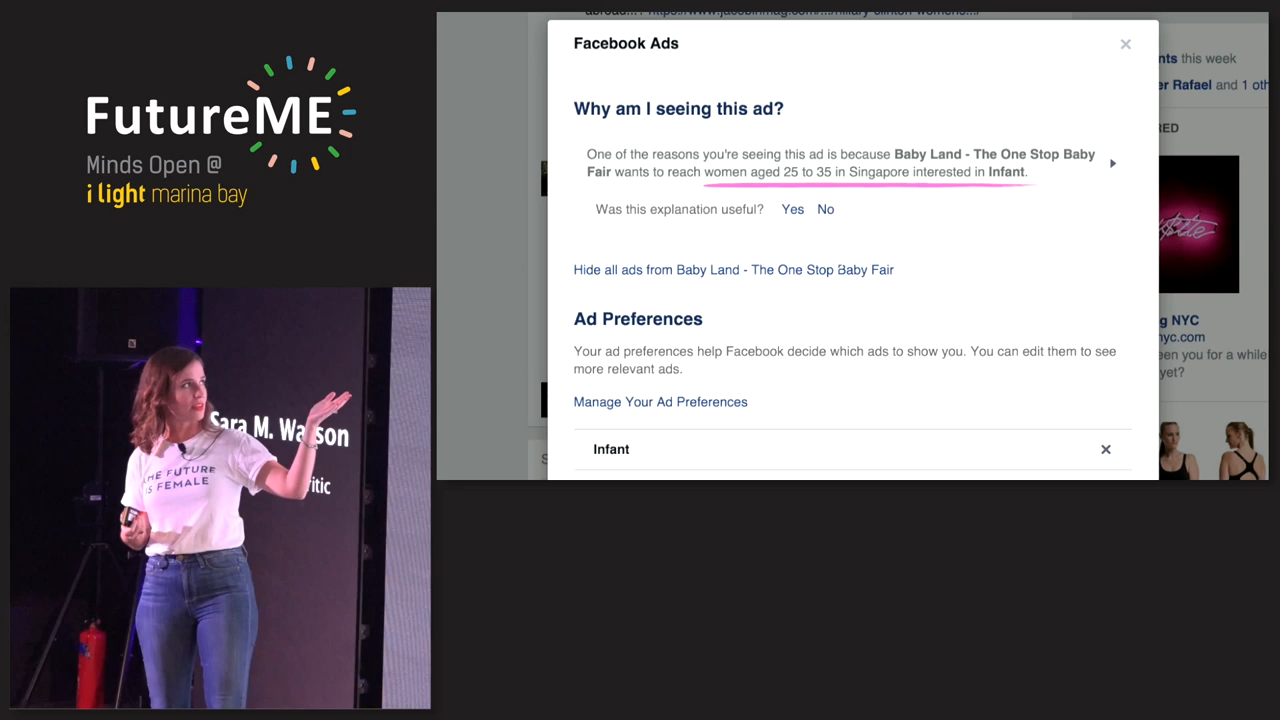 FutureME
Minds Open @
i light marina bay
Sara M. Watson
THE FUTURE
IS FEMALE
Facebook Ads
Why am I seeing this ad?
One of the reasons you're seeing this ad is because Baby Land - The One Stop Baby
Fair wants to reach women aged 25 to 35 in Singapore interested in Infant.
Was this explanation useful? Yes No
Hide all ads from Baby Land - The One Stop Baby Fair
Ad Preferences
Your ad preferences help Facebook decide which ads to show you. You can edit them to see
more relevant ads.
Manage Your Ad Preferences
Infant
this week
Rafael and 1
NYC
nyc.com
you for a while
yet?